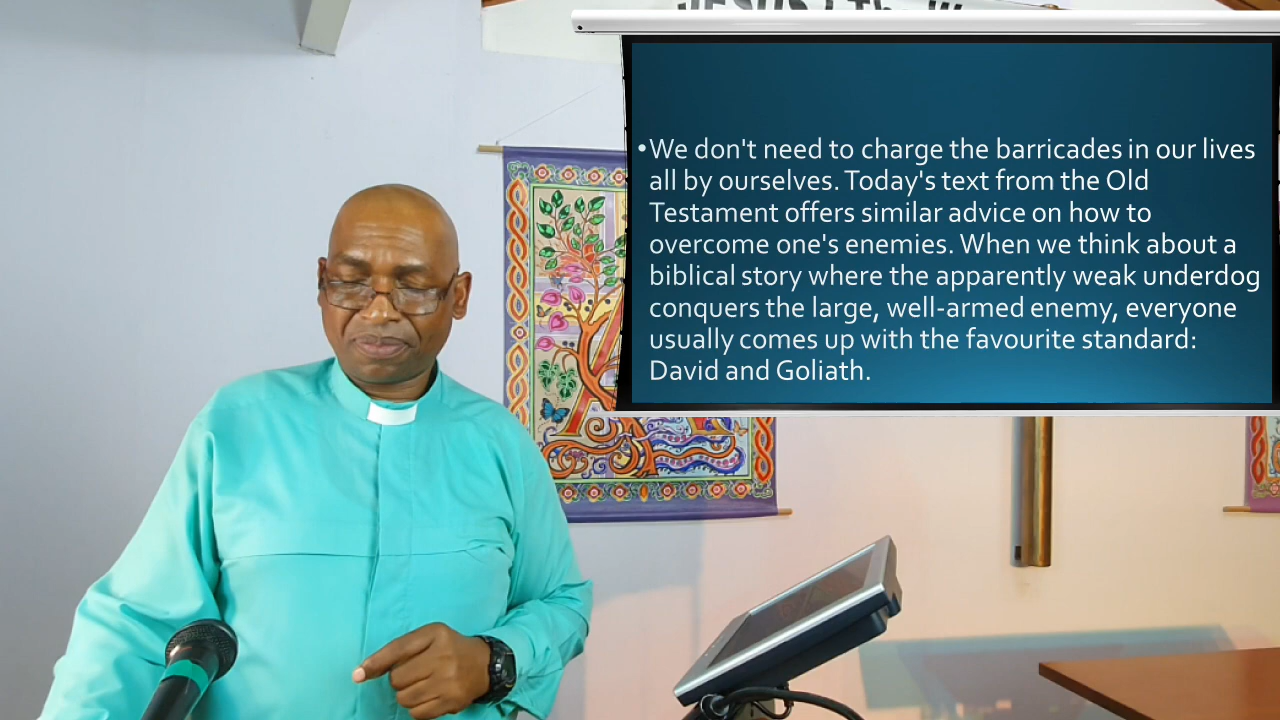 JESUS
•We don't need to charge the barricades in our lives
all by ourselves. Today's text from the Old
Testament offers similar advice on how to
overcome one's enemies. When we think about a
biblical story where the apparently weak underdog
conquers the large, well-armed enemy, everyone
usually comes up with the favourite standard:
David and Goliath.